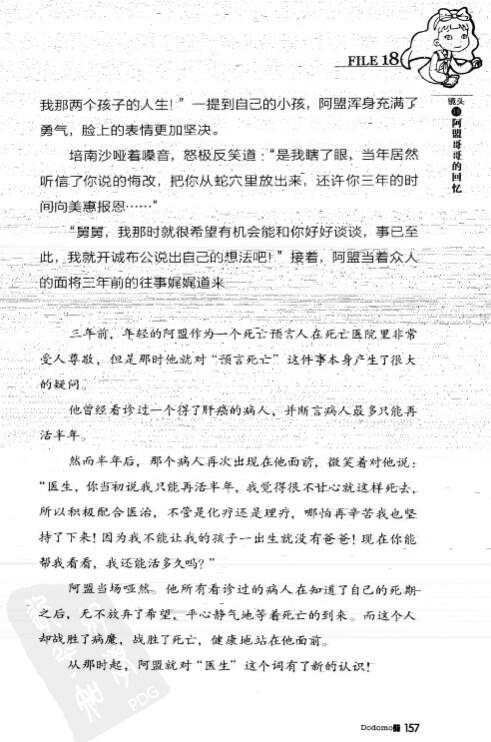 FILE 18
镜头
阿盟哥哥的回忆
我那两个孩子的人生！”一提到自己的小孩，阿盟浑身充满了
勇气，脸上的表情更加坚决。
培南沙哑着嗓音，怒极反笑道：“是我瞎了眼，当年居然
听信了你说的悔改，把你从蛇穴里放出来，还许你三年的时
间向美惠报恩……”
“舅舅，我那时就很希望有机会能和你好好谈谈，事已至
此，我就开诚布公说出自己的想法吧！”接着，阿盟当着众人
的面将三年前的往事娓娓道来
三年前，年轻的阿盟作为一个死亡预言人在死亡医院里非常
受人尊敬，但是那时他就对“预言死亡”这件事本身产生了很大
的疑问。
他曾经看诊过一个得了肝癌的病人，并断言病人最多只能再
活半年。
然而半年后，那个病人再次出现在他面前，微笑着对他说：
“医生，你当初说我只能再活半年，我觉得很不甘心就这样死去，
所以积极配合医治，不管是化疗还是理疗，哪怕再辛苦我也坚
持了下来！因为我不能让我的孩子一出生就没有爸爸！现在你能
帮我看看，我还能活多久吗？”
阿盟当场哑然。他所有看诊过的病人在知道了自己的死期
之后，无不放弃了希望，平心静气地等着死亡的到来。而这个人
却战胜了病魔，战胜了死亡，健康地站在他面前。
从那时起，阿盟就对“医生”这个词有了新的认识！
PDG
Dodomo 157